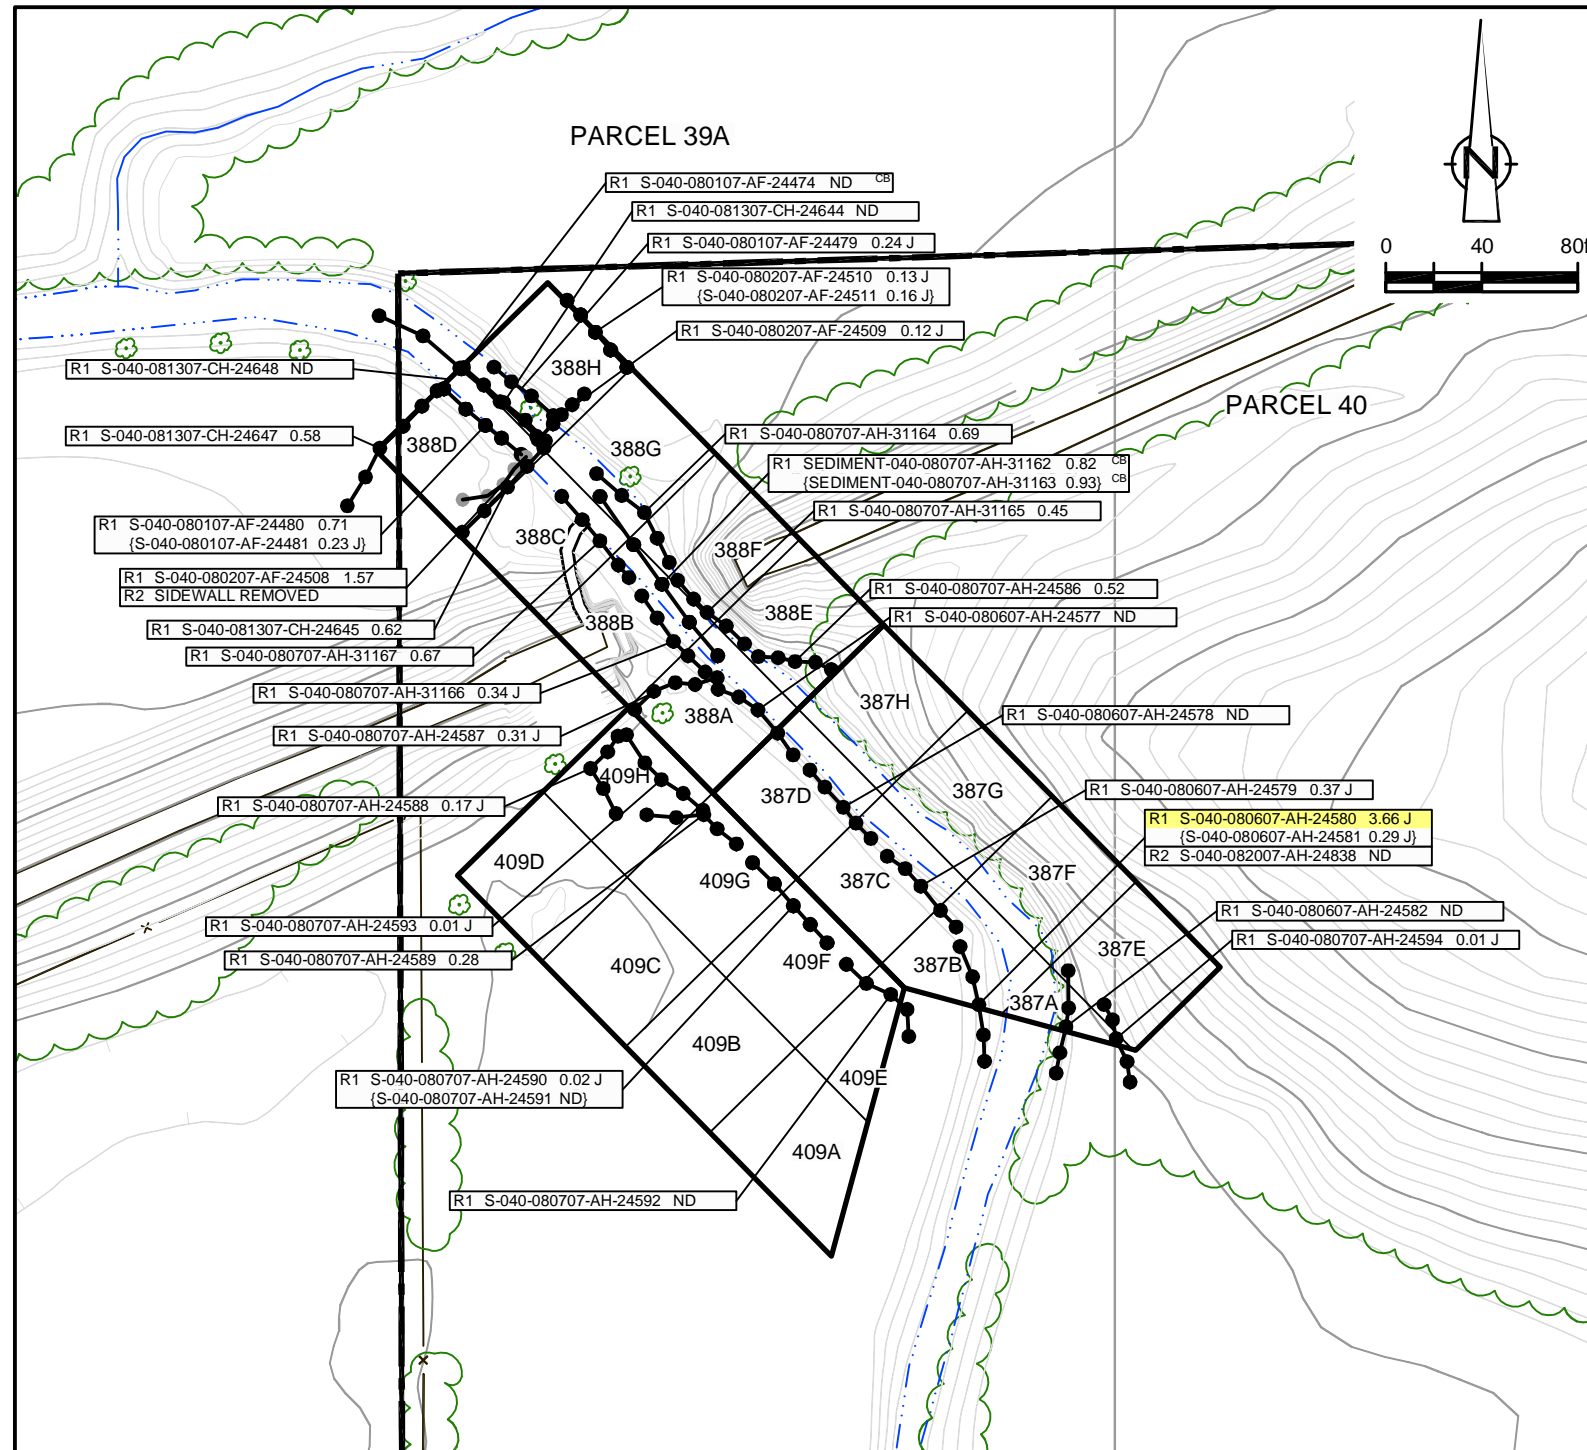 PARCEL 39A
R1 S-040-080107-AF-24474 ND CB
R1 S-040-081307-CH-24644 ND
R1 S-040-080107-AF-24479 0.24 J
R1 S-040-080207-AF-24510 0.13 J
{S-040-080207-AF-24511 0.16 J}
R1 S-040-080207-AF-24509 0.12 J
N
0 40 80f
R1 S-040-081307-CH-24648 ND
388H
PARCEL 40
R1 S-040-081307-CH-24647 0.58
388D
388G
R1 S-040-080707-AH-31164 0.69
R1 SEDIMENT-040-080707-AH-31162 0.82 CB
{SEDIMENT-040-080707-AH-31163 0.93} CB
R1 S-040-080707-AH-31165 0.45
R1 S-040-080107-AF-24480 0.71
{S-040-080107-AF-24481 0.23 J}
388C
388F
R1 S-040-080207-AF-24508 1.57
R2 SIDEWALL REMOVED
R1 S-040-080707-AH-24586 0.52
388E
R1 S-040-080607-AH-24577 ND
388B
R1 S-040-081307-CH-24645 0.62
R1 S-040-080707-AH-31167 0.67
R1 S-040-080707-AH-31166 0.34 J
387H
388A
R1 S-040-080607-AH-24578 ND
R1 S-040-080707-AH-24587 0.31 J
409H
387D
387G
R1 S-040-080607-AH-24579 0.37 J
R1 S-040-080707-AH-24588 0.17 J
R1 S-040-080607-AH-24580 3.66 J
{S-040-080607-AH-24581 0.29 J}
R2 S-040-082007-AH-24838 ND
409D
409G
387C
387F
R1 S-040-080607-AH-24582 ND
R1 S-040-080707-AH-24593 0.01 J
R1 S-040-080707-AH-24594 0.01 J
387E
R1 S-040-080707-AH-24589 0.28
409C
409F
387B
387A
409B
R1 S-040-080707-AH-24590 0.02 J
{S-040-080707-AH-24591 ND}
409E
409A
R1 S-040-080707-AH-24592 ND